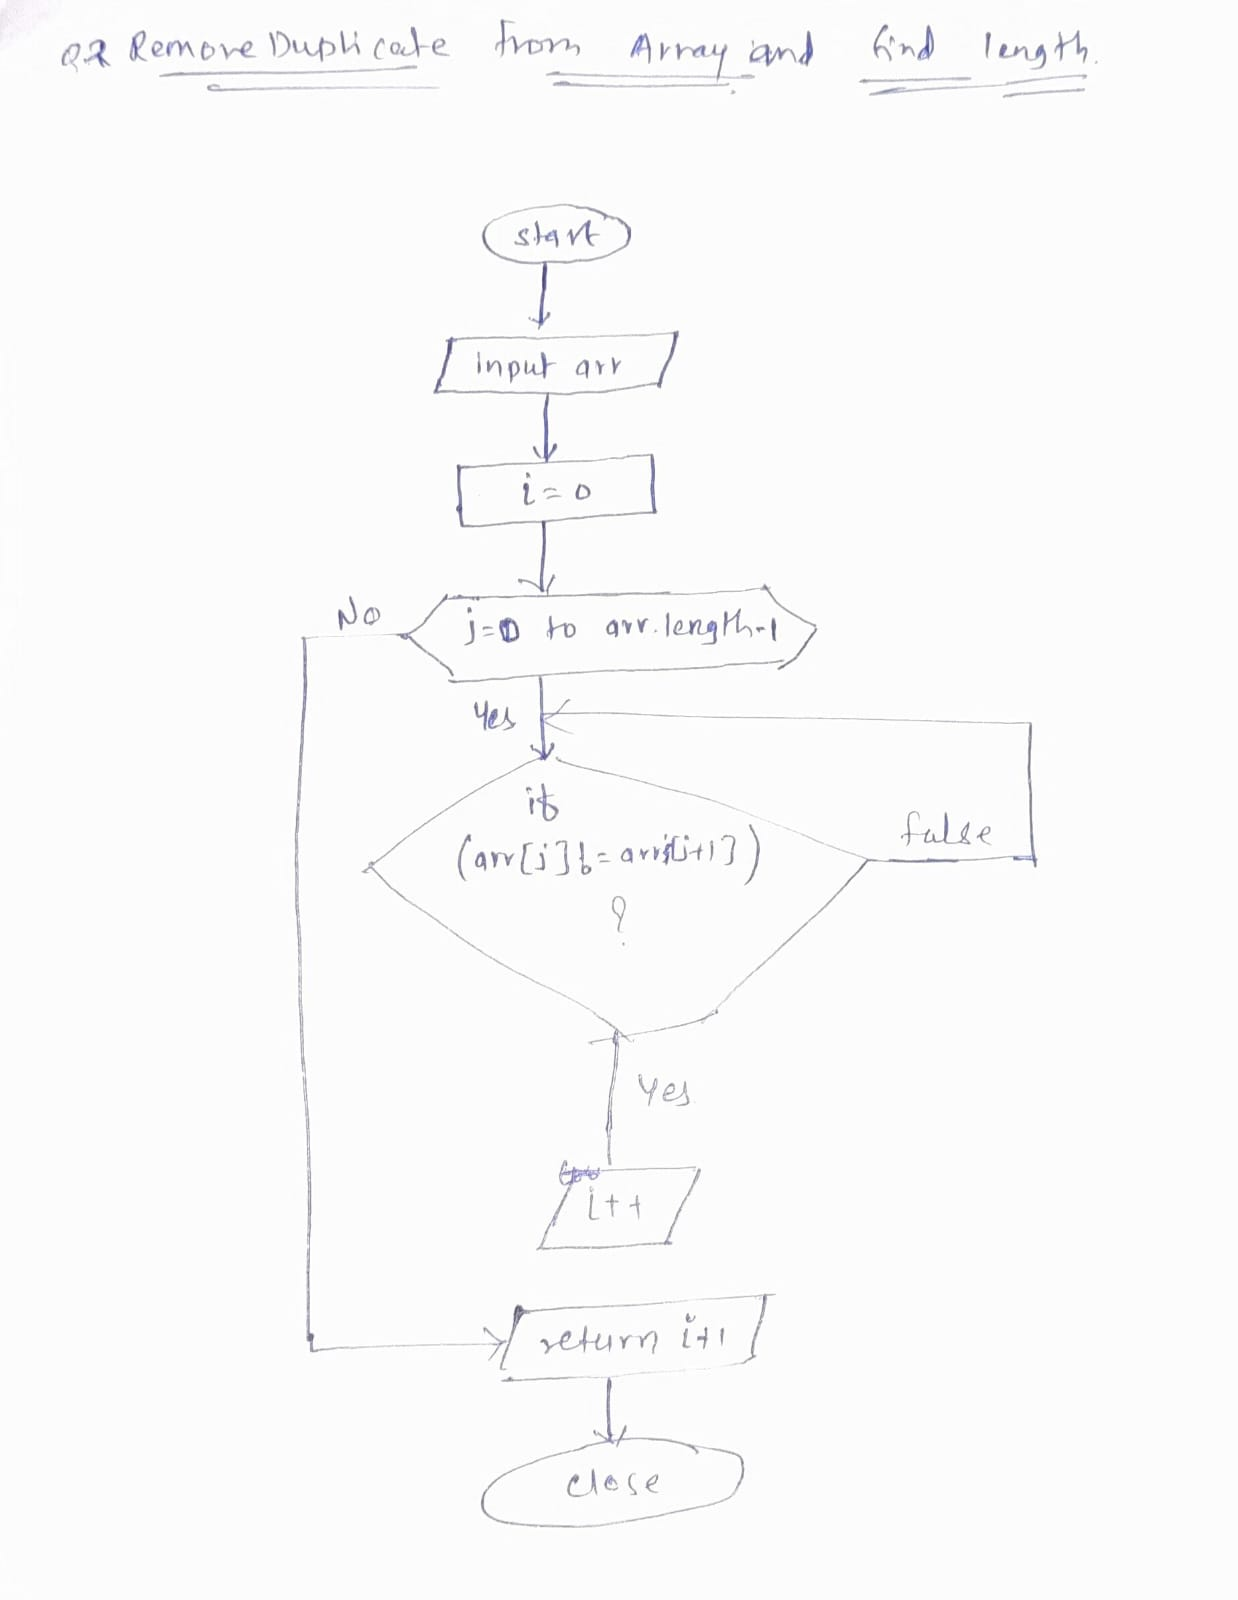 Q2 Remove Duplicate from Array and find length.
start
input arr
i=0
No
j=0 to arr.length-1
Yes
if
false
(arr[j]!=arr[j+1])
?
Yes
i++
return i+1
close